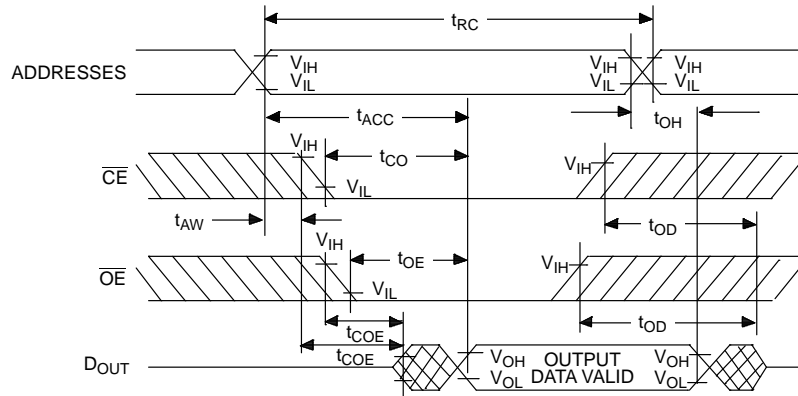 tRC
ADDRESSES
VIH
VIL
VIH
VIL
VIH
VIL
tACC
tOH
CE
VIH
tCO
VIL
VIH
tAW
tOD
OE
VIH
tOE
VIL
VIH
tCOE
tOD
tCOE
DOUT
VOH
VOL
OUTPUT
DATA VALID
VOH
VOL